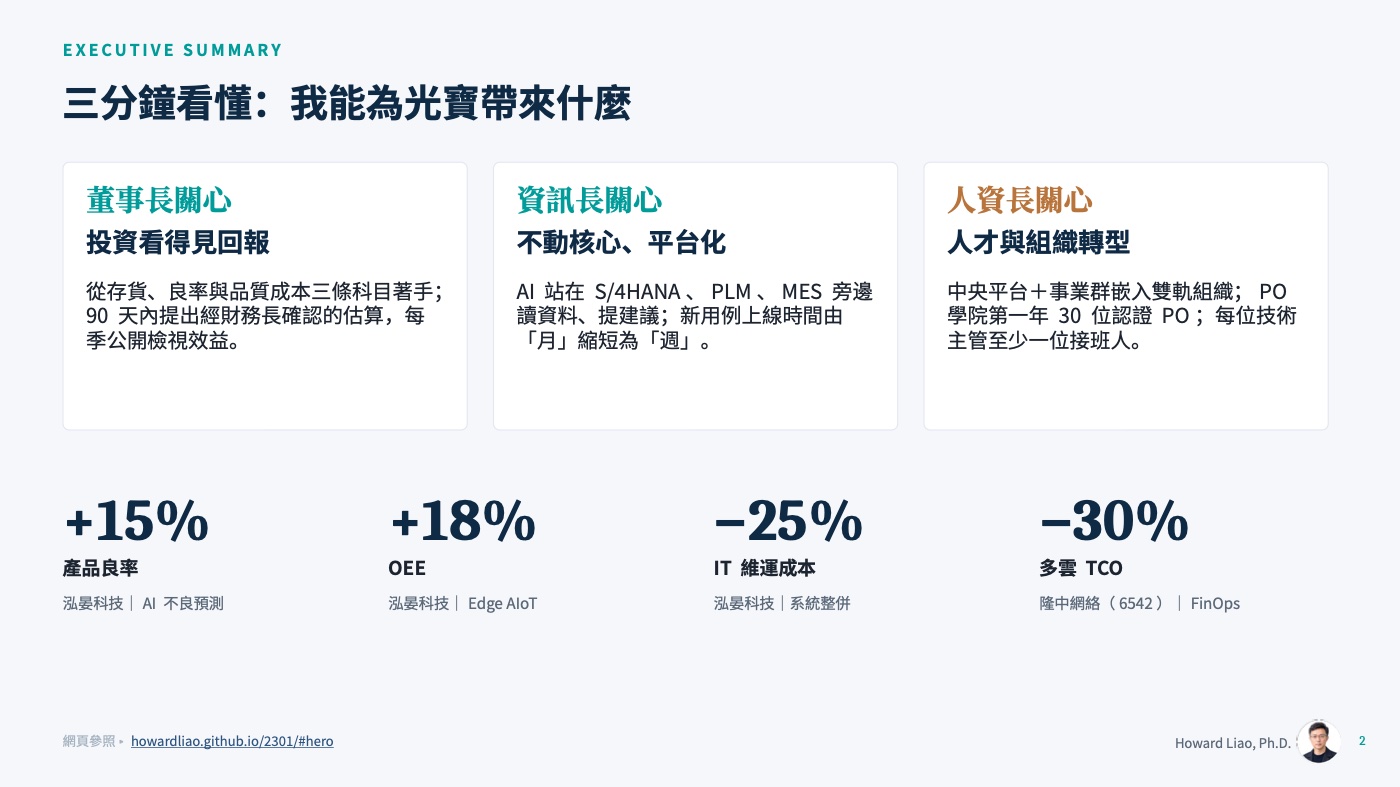 EXECUTIVE SUMMARY
三分鐘看懂：我能為光寶帶來什麼
董事長關心
投資看得見回報
從存貨、良率與品質成本三條科目著手；
90 天內提出經財務長確認的估算，每
季公開檢視效益。
資訊長關心
不動核心、平台化
AI 站在 S/4HANA、PLM、MES 旁邊
讀資料、提建議；新用例上線時間由
「月」縮短為「週」。
人資長關心
人才與組織轉型
中央平台＋事業群嵌入雙軌組織；PO
學院第一年 30 位認證 PO；每位技術
主管至少一位接班人。
+15%
產品良率
泓晏科技｜AI 不良預測
+18%
OEE
泓晏科技｜Edge AIoT
−25%
IT 維運成本
泓晏科技｜系統整併
−30%
多雲 TCO
隆中網絡（6542）｜FinOps
網頁參照 ▸ howardliao.github.io/2301/#hero
Howard Liao, Ph.D.
2